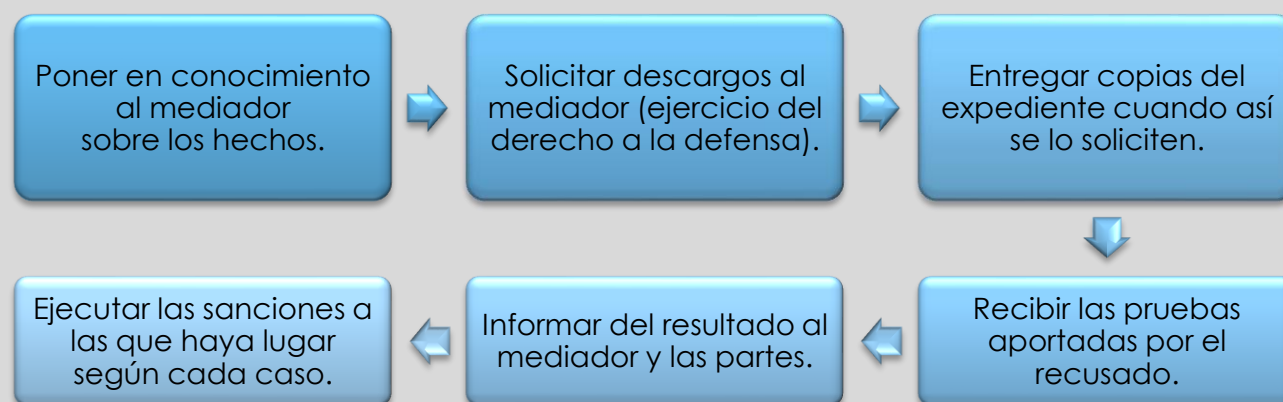 Poner en conocimiento
al mediador
sobre los hechos.
Solicitar descargos al
mediador (ejercicio del
derecho a la defensa).
Entregar copias del
expediente cuando así
se lo soliciten.
Recibir las pruebas
aportadas por el
recusado.
Informar del resultado al
mediador y las partes.
Ejecutar las sanciones a
las que haya lugar
según cada caso.